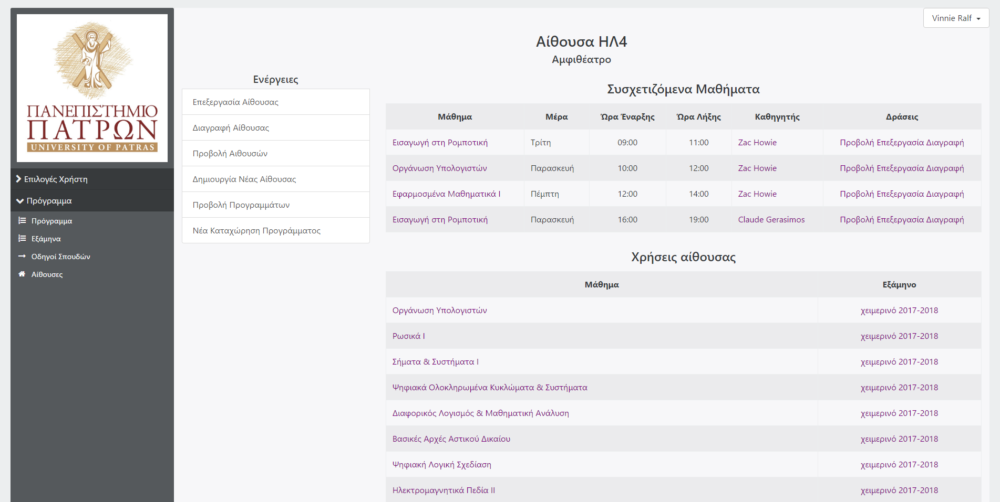 ΠΑΝΕΠΙΣΤΗΜΙΟ
ΠΑΤΡΩΝ
UNIVERSITY OF PATRAS
Επιλογές Χρήστη
Πρόγραμμα
Πρόγραμμα
Εξάμηνα
Οδηγοί Σπουδών
Αίθουσες
Vinnie Ralf
Αίθουσα ΗΛ4
Αμφιθέατρο
Ενέργειες
Επεξεργασία Αίθουσας
Διαγραφή Αίθουσας
Προβολή Αιθουσών
Δημιουργία Νέας Αίθουσας
Προβολή Προγραμμάτων
Νέα Καταχώρηση Προγράμματος
Συσχετιζόμενα Μαθήματα
Μάθημα Μέρα Ώρα Έναρξης Ώρα Λήξης Καθηγητής Δράσεις
Εισαγωγή στη Ρομποτική Τρίτη 09:00 11:00 Zac Howie Προβολή Επεξεργασία Διαγραφή
Οργάνωση Υπολογιστών Παρασκευή 10:00 12:00 Zac Howie Προβολή Επεξεργασία Διαγραφή
Εφαρμοσμένα Μαθηματικά Ι Πέμπτη 12:00 14:00 Zac Howie Προβολή Επεξεργασία Διαγραφή
Εισαγωγή στη Ρομποτική Παρασκευή 16:00 19:00 Claude Gerasimos Προβολή Επεξεργασία Διαγραφή
Χρήσεις αίθουσας
Μάθημα Εξάμηνο
Οργάνωση Υπολογιστών χειμερινό 2017-2018
Ρωσικά Ι χειμερινό 2017-2018
Σήματα & Συστήματα Ι χειμερινό 2017-2018
Ψηφιακά Ολοκληρωμένα Κυκλώματα & Συστήματα χειμερινό 2017-2018
Διαφορικός Λογισμός & Μαθηματική Ανάλυση χειμερινό 2017-2018
Βασικές Αρχές Αστικού Δικαίου χειμερινό 2017-2018
Ψηφιακή Λογική Σχεδίαση χειμερινό 2017-2018
Ηλεκτρομαγνητικά Πεδία ΙΙ χειμερινό 2017-2018